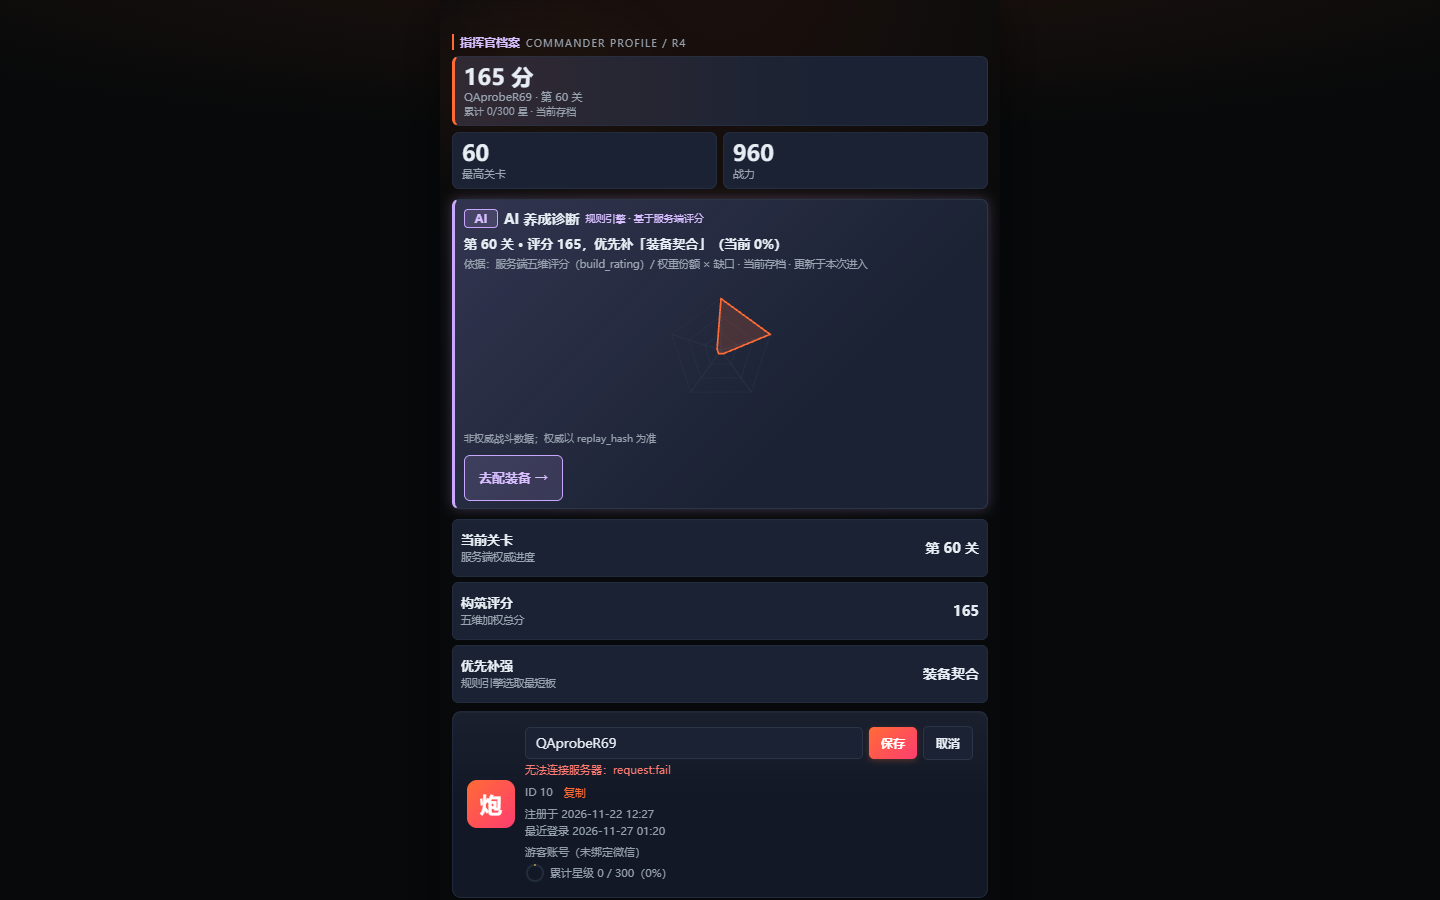 指挥官档案 COMMANDER PROFILE / R4
165 分
QAprobeR69 · 第 60 关
累计 0/300 星 · 当前存档
60
最高关卡
960
战力
AI AI 养成诊断 规则引擎 · 基于服务端评分
第 60 关 • 评分 165，优先补「装备契合」（当前 0%）
依据：服务端五维评分（build_rating）/ 权重份额 × 缺口 · 当前存档 · 更新于本次进入
非权威战斗数据；权威以 replay_hash 为准
去配装备 →
当前关卡
服务端权威进度
第 60 关
构筑评分
五维加权总分
165
优先补强
规则引擎选取最短板
装备契合
QAprobeR69 保存 取消
无法连接服务器：request:fail
炮
ID 10 复制
注册于 2026-11-22 12:27
最近登录 2026-11-27 01:20
游客账号（未绑定微信）
累计星级 0 / 300（0%）